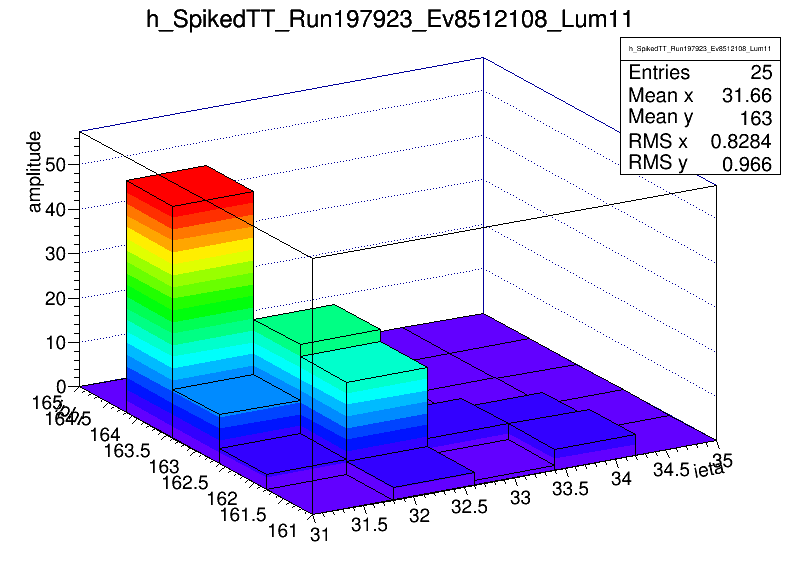 h_SpikedTT_Run197923_Ev8512108_Lum11
h_SpikedTT_Run197923_Ev8512108_Lum11
Entries 25
Mean x 31.66
Mean y 163
RMS x 0.8284
RMS y 0.966
amplitude
50
40
30
20
10
0
165
164.5
164
163.5
163
162.5
162
161.5
161
31
31.5
32
32.5
33
33.5
34
34.5
35
ieta